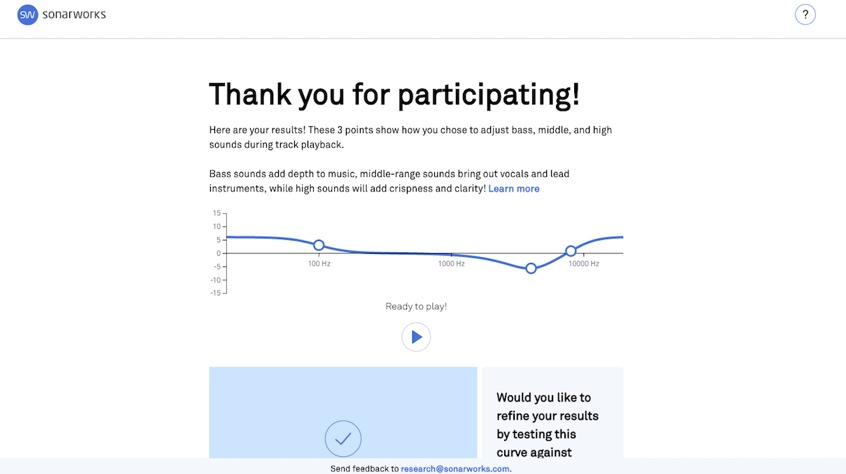 SW sonarworks
?
Thank you for participating!
Here are your results! These 3 points show how you chose to adjust bass, middle, and high
sounds during track playback.
Bass sounds add depth to music, middle-range sounds bring out vocals and lead
instruments, while high sounds will add crispness and clarity! Learn more
15
10
5
0
-5
-10
-15
100 Hz
1000 Hz
10000 Hz
Ready to play!
Would you like to
refine your results
by testing this
curve against
Send feedback to research@sonarworks.com.